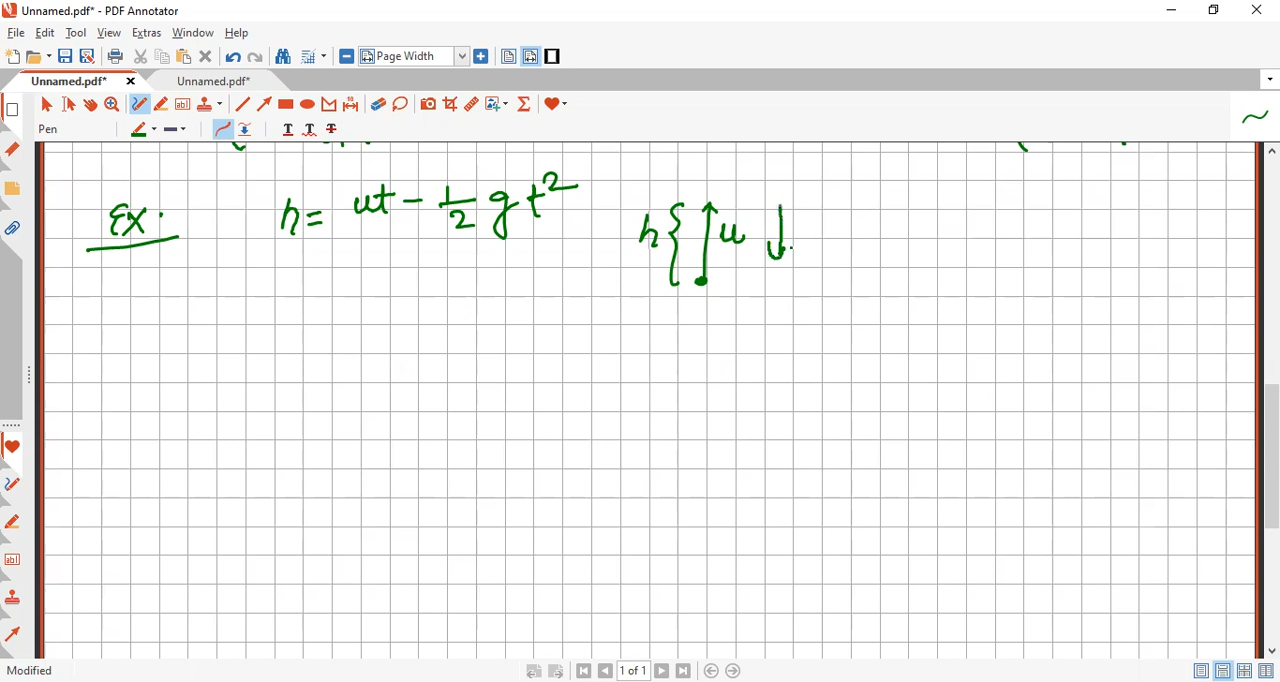 Unnamed.pdf* - PDF Annotator
File Edit Tool View Extras Window Help
Page Width
Unnamed.pdf* Unnamed.pdf*
Pen
Ex. h = ut - 1/2 g t² h { u
Modified
1 of 1